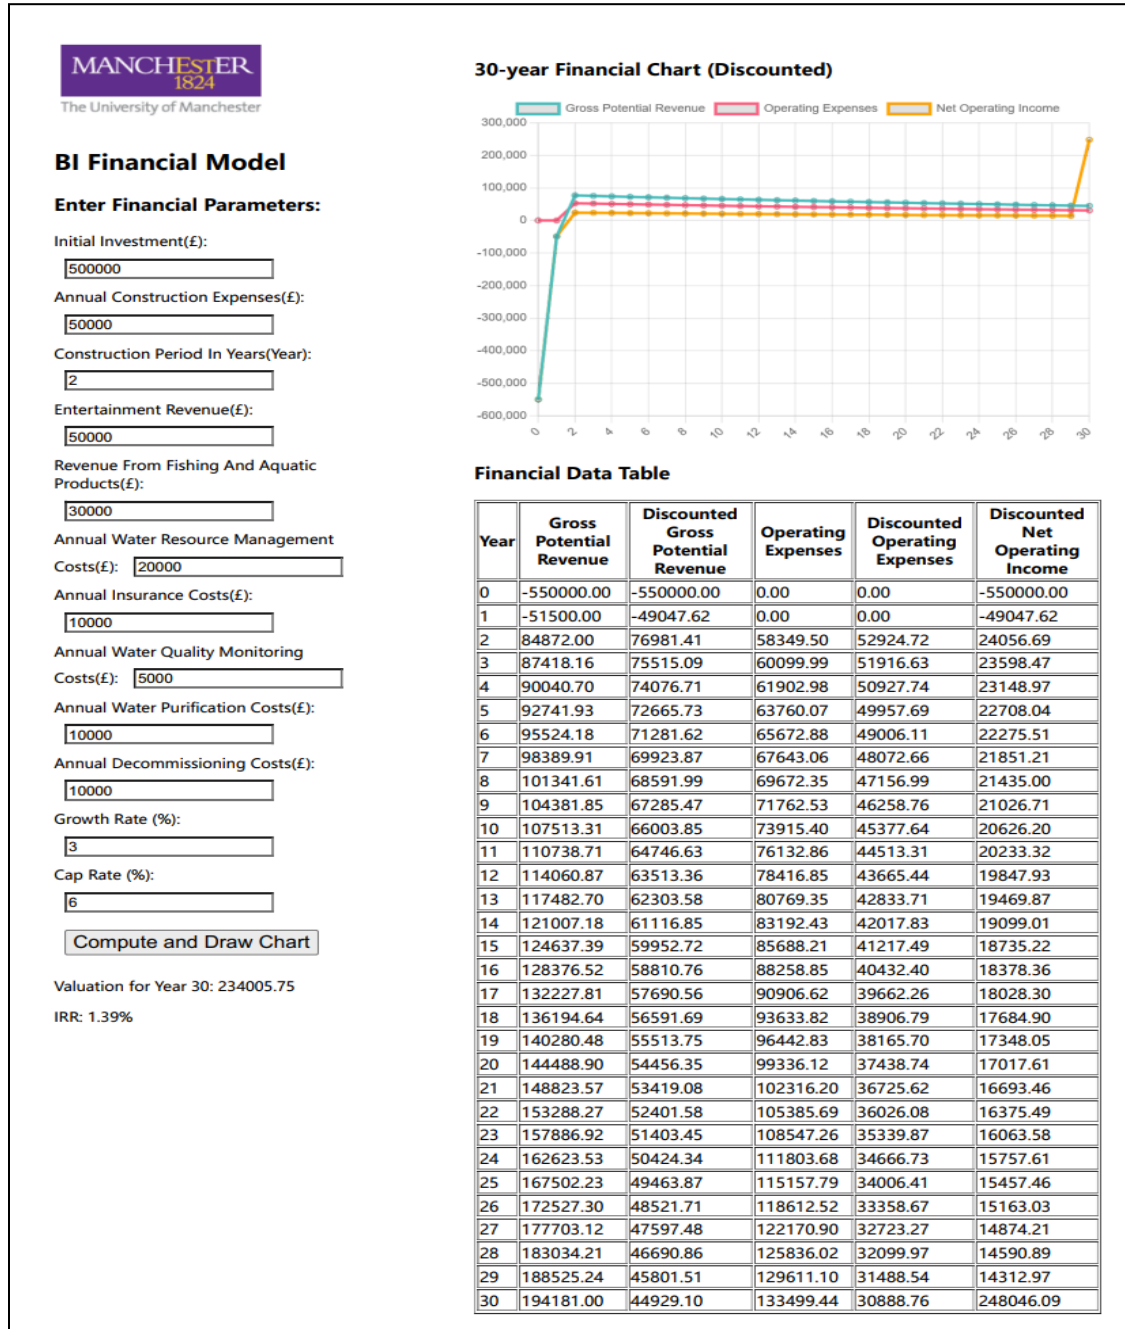 MANCHESTER
1824
The University of Manchester
BI Financial Model
Enter Financial Parameters:
Initial Investment(£):
500000
Annual Construction Expenses(£):
50000
Construction Period In Years(Year):
2
Entertainment Revenue(£):
50000
Revenue From Fishing And Aquatic
Products(£):
30000
Annual Water Resource Management
Costs(£): 20000
Annual Insurance Costs(£):
10000
Annual Water Quality Monitoring
Costs(£): 5000
Annual Water Purification Costs(£):
10000
Annual Decommissioning Costs(£):
10000
Growth Rate (%):
3
Cap Rate (%):
6
Compute and Draw Chart
Valuation for Year 30: 234005.75
IRR: 1.39%
30-year Financial Chart (Discounted)
Gross Potential Revenue Operating Expenses Net Operating Income
300,000
200,000
100,000
0
-100,000
-200,000
-300,000
-400,000
-500,000
-600,000
0 2 4 6 8 10 12 14 16 18 20 22 24 26 28 30
Financial Data Table
Year Gross Potential Revenue Discounted Gross Potential Revenue Operating Expenses Discounted Operating Expenses Discounted Net Operating Income
0 -550000.00 -550000.00 0.00 0.00 -550000.00
1 -51500.00 -49047.62 0.00 0.00 -49047.62
2 84872.00 76981.41 58349.50 52924.72 24056.69
3 87418.16 75515.09 60099.99 51916.63 23598.47
4 90040.70 74076.71 61902.98 50927.74 23148.97
5 92741.93 72665.73 63760.07 49957.69 22708.04
6 95524.18 71281.62 65672.88 49006.11 22275.51
7 98389.91 69923.87 67643.06 48072.66 21851.21
8 101341.61 68591.99 69672.35 47156.99 21435.00
9 104381.85 67285.47 71762.53 46258.76 21026.71
10 107513.31 66003.85 73915.40 45377.64 20626.20
11 110738.71 64746.63 76132.86 44513.31 20233.32
12 114060.87 63513.36 78416.85 43665.44 19847.93
13 117482.70 62303.58 80769.35 42833.71 19469.87
14 121007.18 61116.85 83192.43 42017.83 19099.01
15 124637.39 59952.72 85688.21 41217.49 18735.22
16 128376.52 58810.76 88258.85 40432.40 18378.36
17 132227.81 57690.56 90906.62 39662.26 18028.30
18 136194.64 56591.69 93633.82 38906.79 17684.90
19 140280.48 55513.75 96442.83 38165.70 17348.05
20 144488.90 54456.35 99336.12 37438.74 17017.61
21 148823.57 53419.08 102316.20 36725.62 16693.46
22 153288.27 52401.58 105385.69 36026.08 16375.49
23 157886.92 51403.45 108547.26 35339.87 16063.58
24 162623.53 50424.34 111803.68 34666.73 15757.61
25 167502.23 49463.87 115157.79 34006.41 15457.46
26 172527.30 48521.71 118612.52 33358.67 15163.03
27 177703.12 47597.48 122170.90 32723.27 14874.21
28 183034.21 46690.86 125836.02 32099.97 14590.89
29 188525.24 45801.51 129611.10 31488.54 14312.97
30 194181.00 44929.10 133499.44 30888.76 248046.09